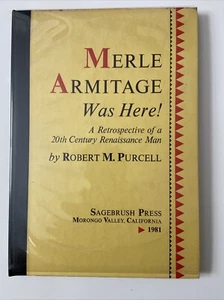 MERLE
ARMITAGE
Was Here!
A Retrospective of a
20th Century Renaissance Man
by ROBERT M. PURCELL
SAGEBRUSH PRESS
MORONGO VALLEY, CALIFORNIA
1981